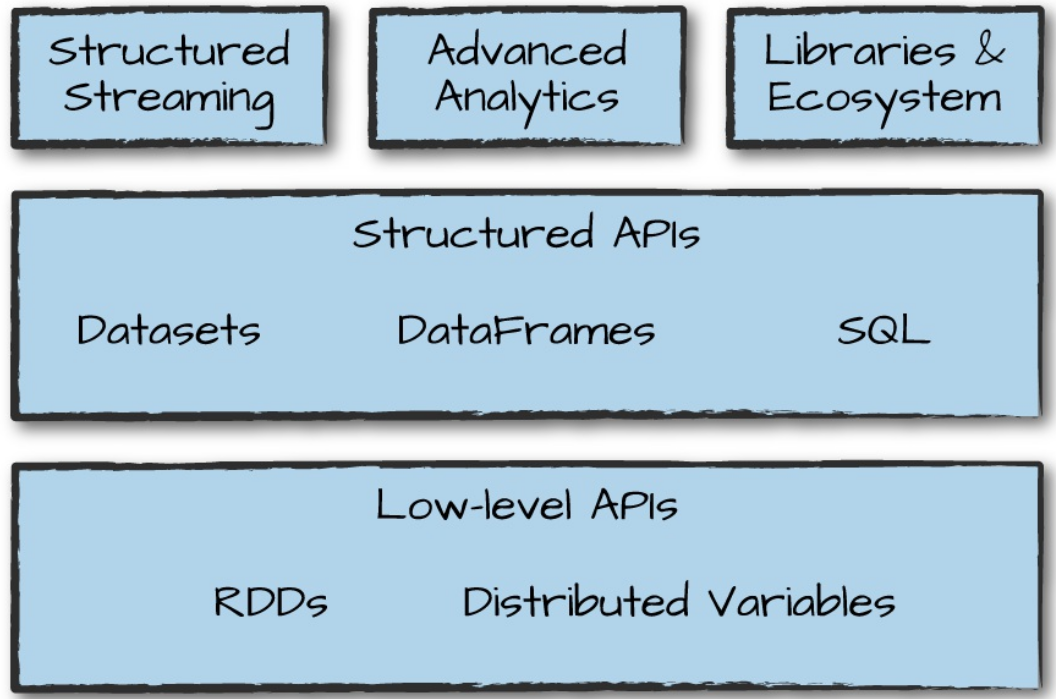 Structured
Streaming
Advanced
Analytics
Libraries &
Ecosystem
Structured APIs
Datasets DataFrames SQL
Low-level APIs
RDDs Distributed Variables